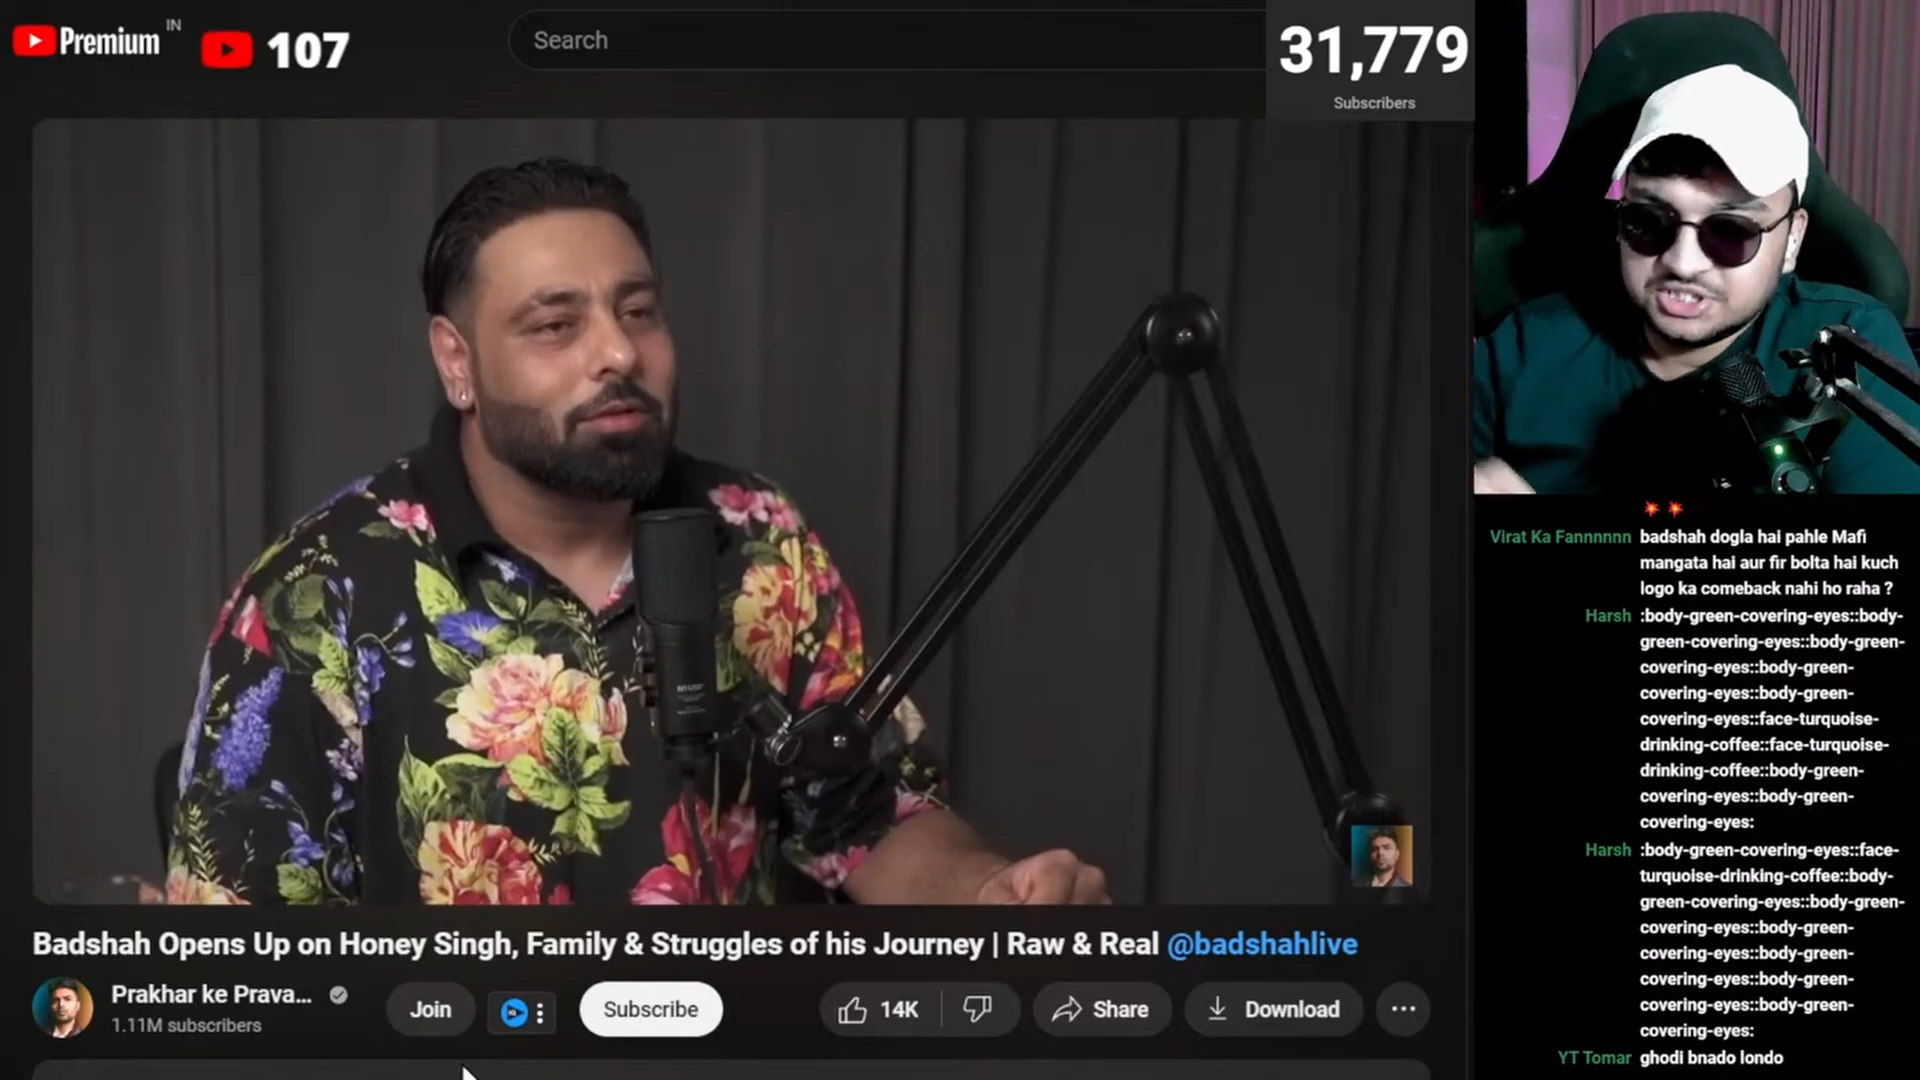 Premium IN
107
Search
31,779
Subscribers
Badshah Opens Up on Honey Singh, Family & Struggles of his Journey | Raw & Real @badshahlive
Prakhar ke Prava...
1.11M subscribers
Join
Subscribe
14K
Share
Download
Virat Ka Fannnnnn badshah dogla hai pahle Mafi
mangata hai aur fir bolta hai kuch
logo ka comeback nahi ho raha ?
Harsh :body-green-covering-eyes::body-
green-covering-eyes::body-green-
covering-eyes::body-green-
covering-eyes::body-green-
covering-eyes::face-turquoise-
drinking-coffee::face-turquoise-
drinking-coffee::body-green-
covering-eyes::body-green-
covering-eyes:
Harsh :body-green-covering-eyes::face-
turquoise-drinking-coffee::body-
green-covering-eyes::body-green-
covering-eyes::body-green-
covering-eyes::body-green-
covering-eyes::body-green-
covering-eyes::body-green-
covering-eyes:
YT Tomar ghodi bnado londo